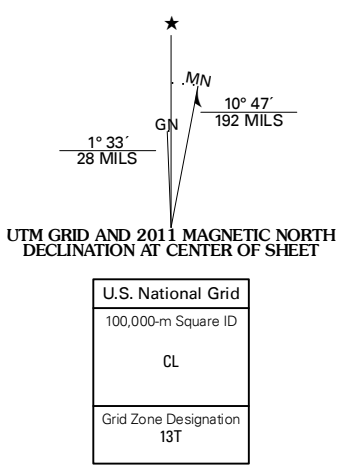 ★
MN
GN
10° 47´
192 MILS
1° 33´
28 MILS
UTM GRID AND 2011 MAGNETIC NORTH
DECLINATION AT CENTER OF SHEET
U.S. National Grid
100,000-m Square ID
CL
Grid Zone Designation
13T